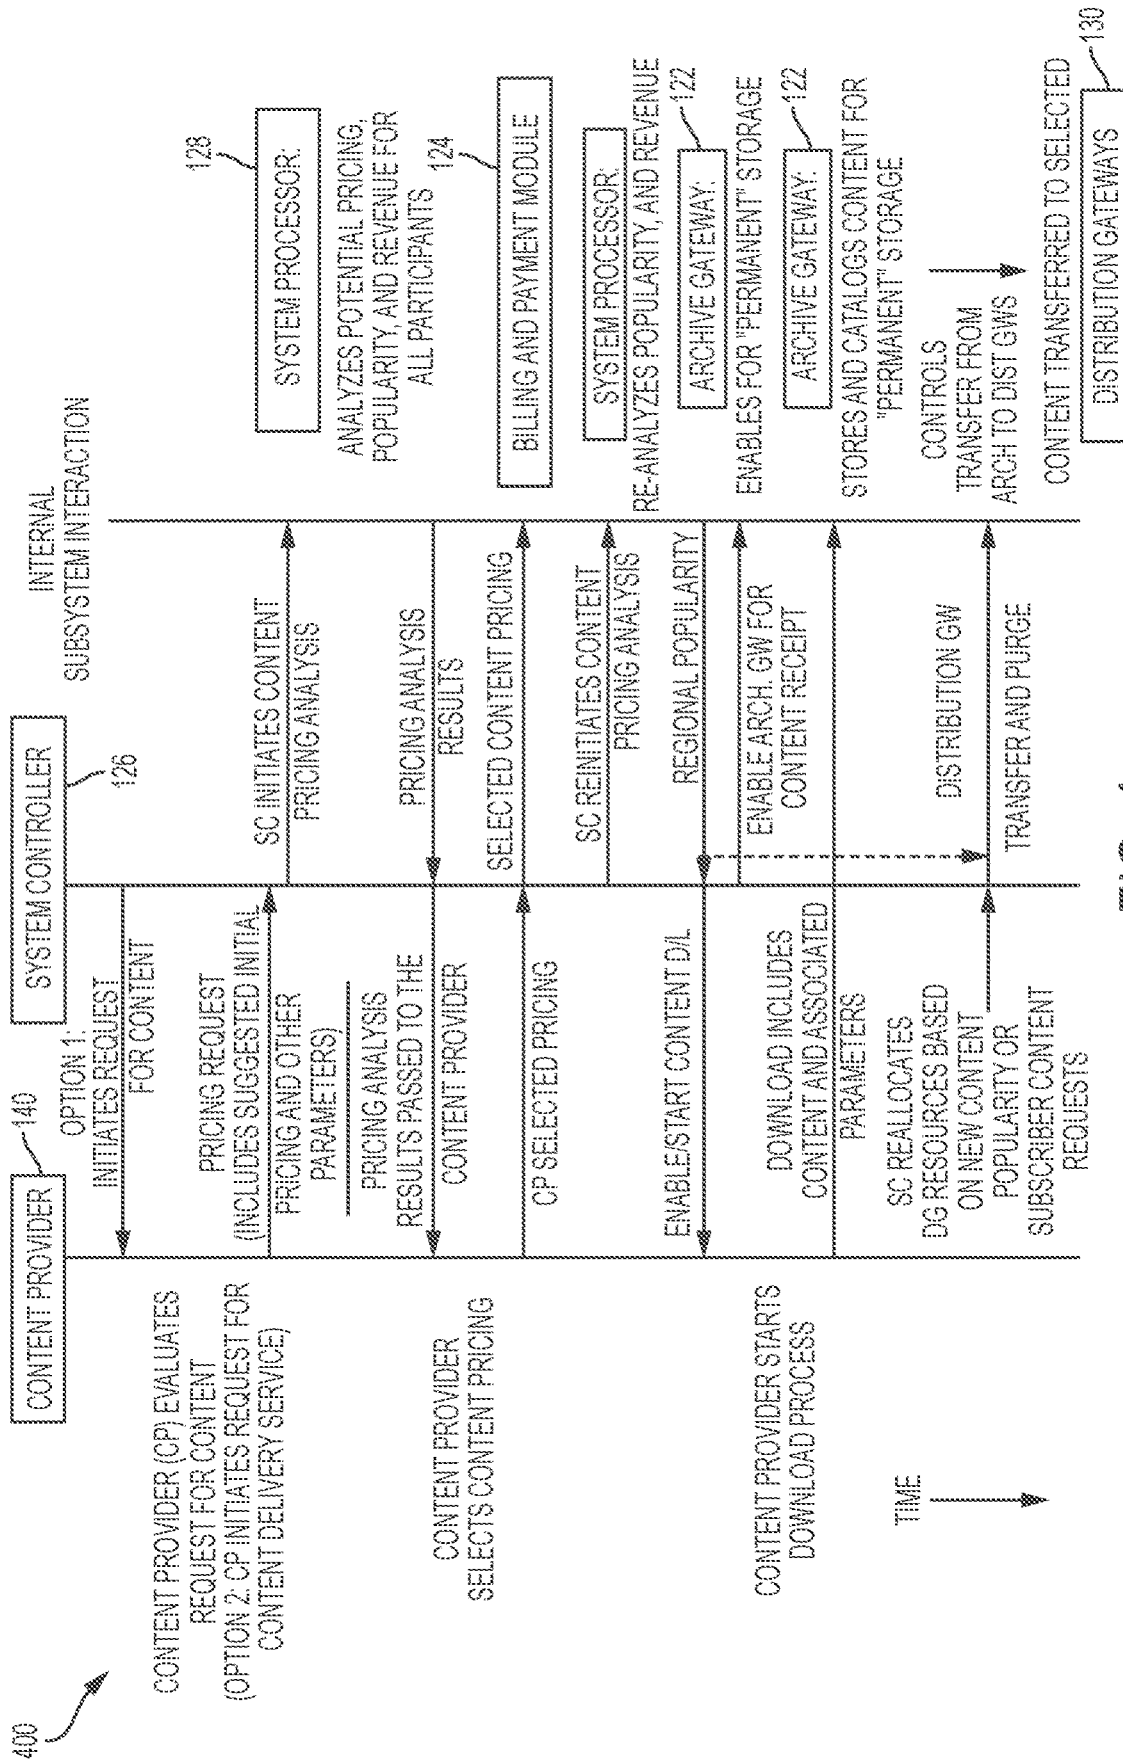 400
CONTENT PROVIDER
140
SYSTEM CONTROLLER
126
INTERNAL
SUBSYSTEM INTERACTION
OPTION 1:
INITIATES REQUEST
FOR CONTENT
CONTENT PROVIDER (CP) EVALUATES
REQUEST FOR CONTENT
(OPTION 2: CP INITIATES REQUEST FOR
CONTENT DELIVERY SERVICE)
PRICING REQUEST
(INCLUDES SUGGESTED INITIAL
PRICING AND OTHER
PARAMETERS)
SC INITIATES CONTENT
PRICING ANALYSIS
128
SYSTEM PROCESSOR:
ANALYZES POTENTIAL PRICING,
POPULARITY, AND REVENUE FOR
ALL PARTICIPANTS
PRICING ANALYSIS
RESULTS PASSED TO THE
CONTENT PROVIDER
PRICING ANALYSIS
RESULTS
CONTENT PROVIDER
SELECTS CONTENT PRICING
CP SELECTED PRICING
SELECTED CONTENT PRICING
124
BILLING AND PAYMENT MODULE
SC REINITIATES CONTENT
PRICING ANALYSIS
SYSTEM PROCESSOR:
RE-ANALYZES POPULARITY, AND REVENUE
ENABLE/START CONTENT D/L
REGIONAL POPULARITY
ARCHIVE GATEWAY:
122
ENABLES FOR "PERMANENT" STORAGE
ENABLE ARCH. GW FOR
CONTENT RECEIPT
CONTENT PROVIDER STARTS
DOWNLOAD PROCESS
DOWNLOAD INCLUDES
CONTENT AND ASSOCIATED
PARAMETERS
ARCHIVE GATEWAY:
122
STORES AND CATALOGS CONTENT FOR
"PERMANENT" STORAGE
TIME
SC REALLOCATES
DG RESOURCES BASED
ON NEW CONTENT
POPULARITY OR
SUBSCRIBER CONTENT
REQUESTS
DISTRIBUTION GW
TRANSFER AND PURGE
CONTROLS
TRANSFER FROM
ARCH TO DIST GWS
CONTENT TRANSFERRED TO SELECTED
DISTRIBUTION GATEWAYS
130